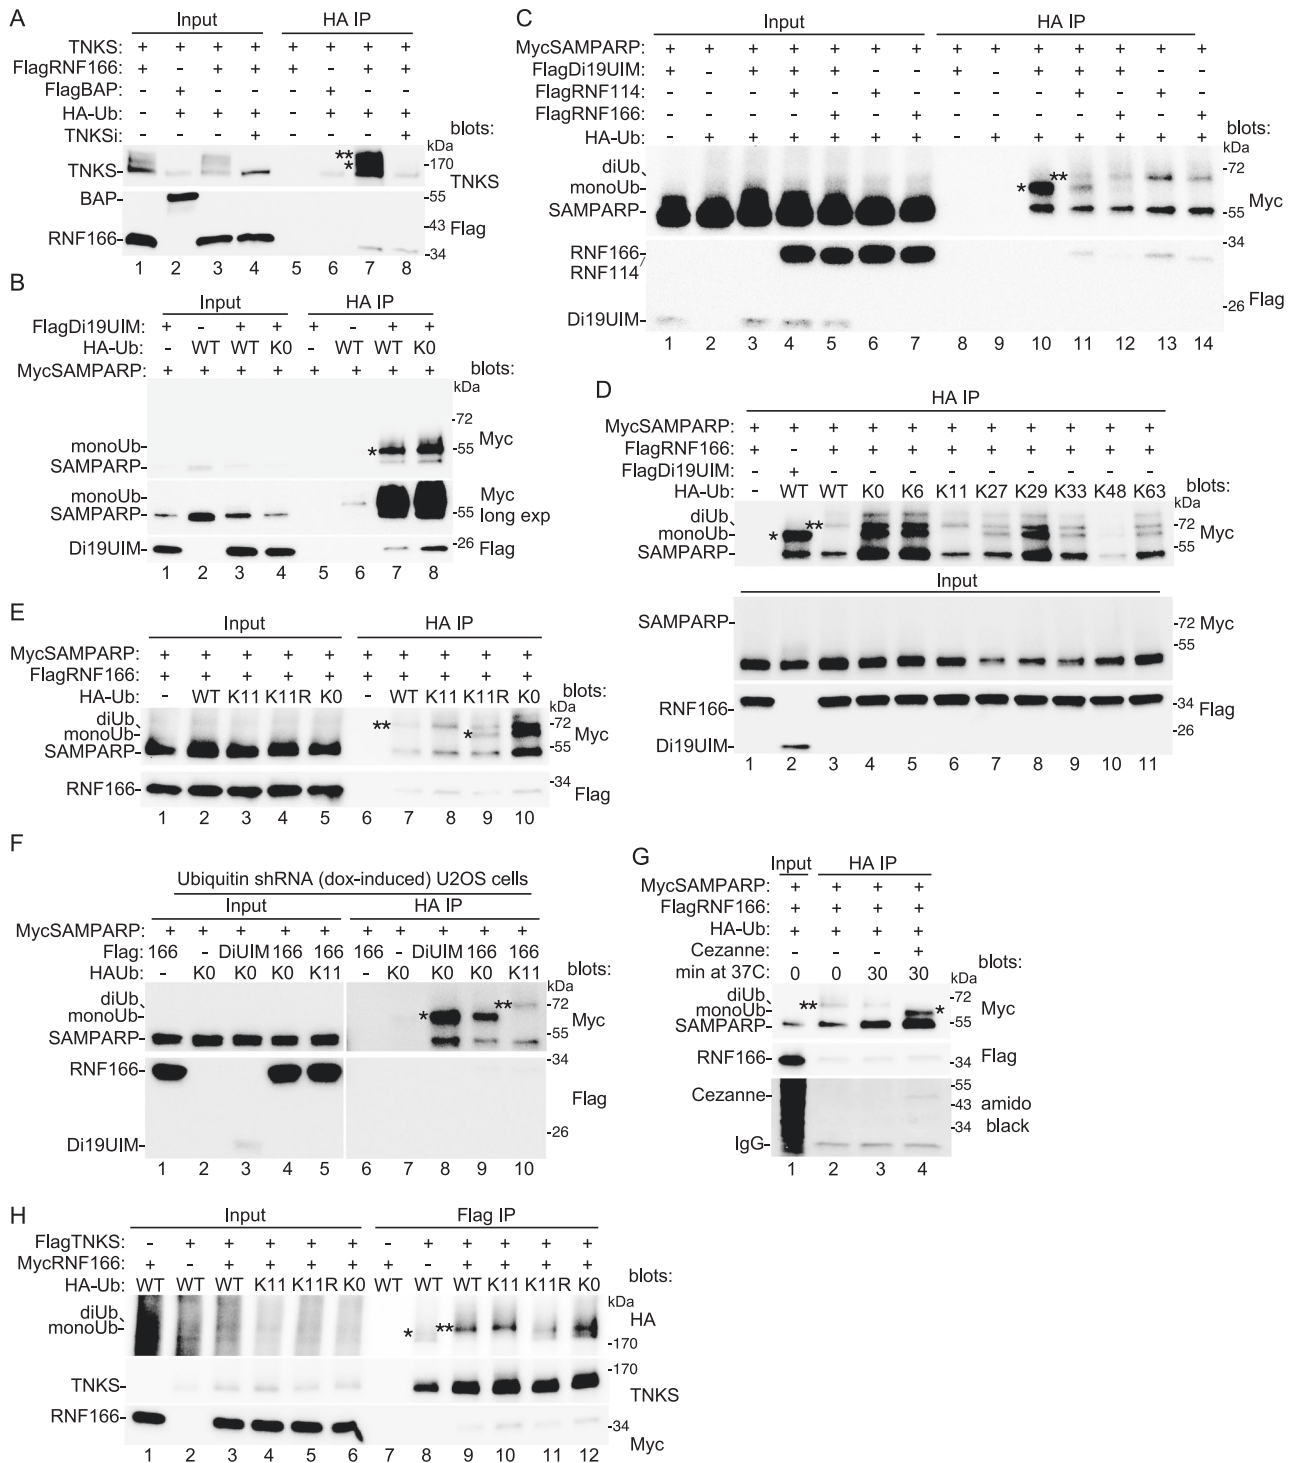 A
Input HA IP
TNKS: + + + + + + + +
FlagRNF166: + - + + + - + +
FlagBAP: - + - - - + - -
HA-Ub: - + + + - + + +
TNKSi: - - - + - - - + blots:
kDa
** -170
TNKS- * TNKS
BAP- -55
-43 Flag
RNF166-
-34
1 2 3 4 5 6 7 8
B
Input HA IP
FlagDi19UIM: + - + + + - + +
HA-Ub: - WT WT K0 - WT WT K0
MycSAMPARP: + + + + + + + + blots:
kDa
-72
monoUb- * -55 Myc
SAMPARP-
monoUb- Myc
SAMPARP- -55 long exp
Di19UIM- -26 Flag
1 2 3 4 5 6 7 8
C
Input HA IP
MycSAMPARP: + + + + + + + + + + + + + +
FlagDi19UIM: + - + + + - - + - + + + - -
FlagRNF114: - - - + - + - - - - + - + -
FlagRNF166: - - - - + - + - - - - + - +
HA-Ub: - + + + + + + - + + + + + + blots:
kDa
diUb -72
monoUb- * **
SAMPARP- -55 Myc
-34
RNF166-
RNF114
-26 Flag
Di19UIM-
1 2 3 4 5 6 7 8 9 10 11 12 13 14
D
HA IP
MycSAMPARP: + + + + + + + + + + +
FlagRNF166: + - + + + + + + + + +
FlagDi19UIM: - + - - - - - - - - -
HA-Ub: - WT WT K0 K6 K11 K27 K29 K33 K48 K63 blots:
kDa
diUb ** -72
monoUb- * Myc
SAMPARP- -55
Input
SAMPARP- -72 Myc
-55
RNF166- -34 Flag
-26
Di19UIM-
1 2 3 4 5 6 7 8 9 10 11
E
Input HA IP
MycSAMPARP: + + + + + + + + + +
FlagRNF166: + + + + + + + + + +
HA-Ub: - WT K11 K11R K0 - WT K11 K11R K0 blots:
kDa
diUb ** -72
monoUb- * Myc
SAMPARP- -55
RNF166- -34 Flag
1 2 3 4 5 6 7 8 9 10
F
Ubiquitin shRNA (dox-induced) U2OS cells
Input HA IP
MycSAMPARP: + + + + + + + + + +
Flag: 166 - DiUIM 166 166 166 - DiUIM 166 166
HAUb: - K0 K0 K0 K11 - K0 K0 K0 K11 blots:
kDa
diUb ** -72
monoUb- * Myc
SAMPARP- -55
RNF166- -34
Flag
-26
Di19UIM-
1 2 3 4 5 6 7 8 9 10
G
Input HA IP
MycSAMPARP: + + + +
FlagRNF166: + + + +
HA-Ub: + + + +
Cezanne: - - - +
min at 37C: 0 0 30 30 blots:
kDa
diUb -72
monoUb- ** * Myc
SAMPARP- -55
RNF166- -34 Flag
-55
Cezanne- -43 amido
-34 black
IgG-
1 2 3 4
H
Input Flag IP
FlagTNKS: - + + + + + - + + + + +
MycRNF166: + - + + + + + - + + + +
HA-Ub: WT WT WT K11 K11R K0 WT WT WT K11 K11R K0 blots:
kDa
diUb HA
monoUb- * **
-170
-170
TNKS- TNKS
RNF166- -34
Myc
1 2 3 4 5 6 7 8 9 10 11 12